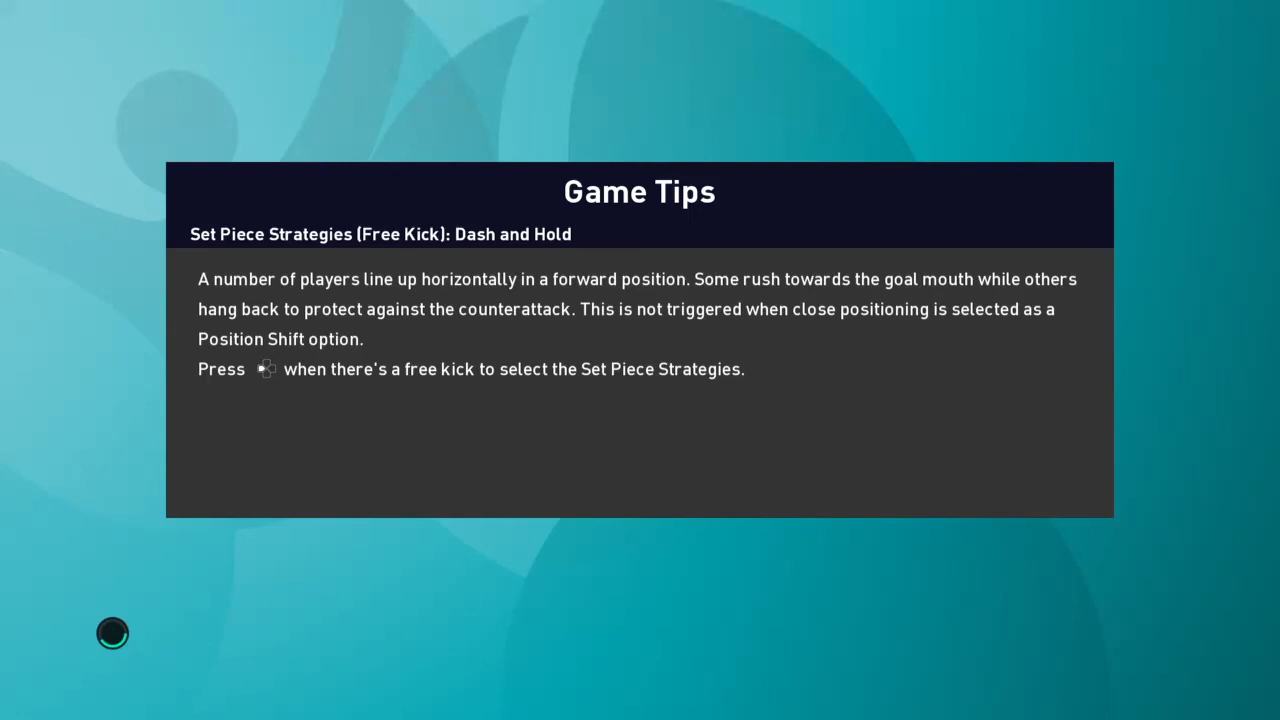 Game Tips
Set Piece Strategies (Free Kick): Dash and Hold
A number of players line up horizontally in a forward position. Some rush towards the goal mouth while others
hang back to protect against the counterattack. This is not triggered when close positioning is selected as a
Position Shift option.
Press when there's a free kick to select the Set Piece Strategies.